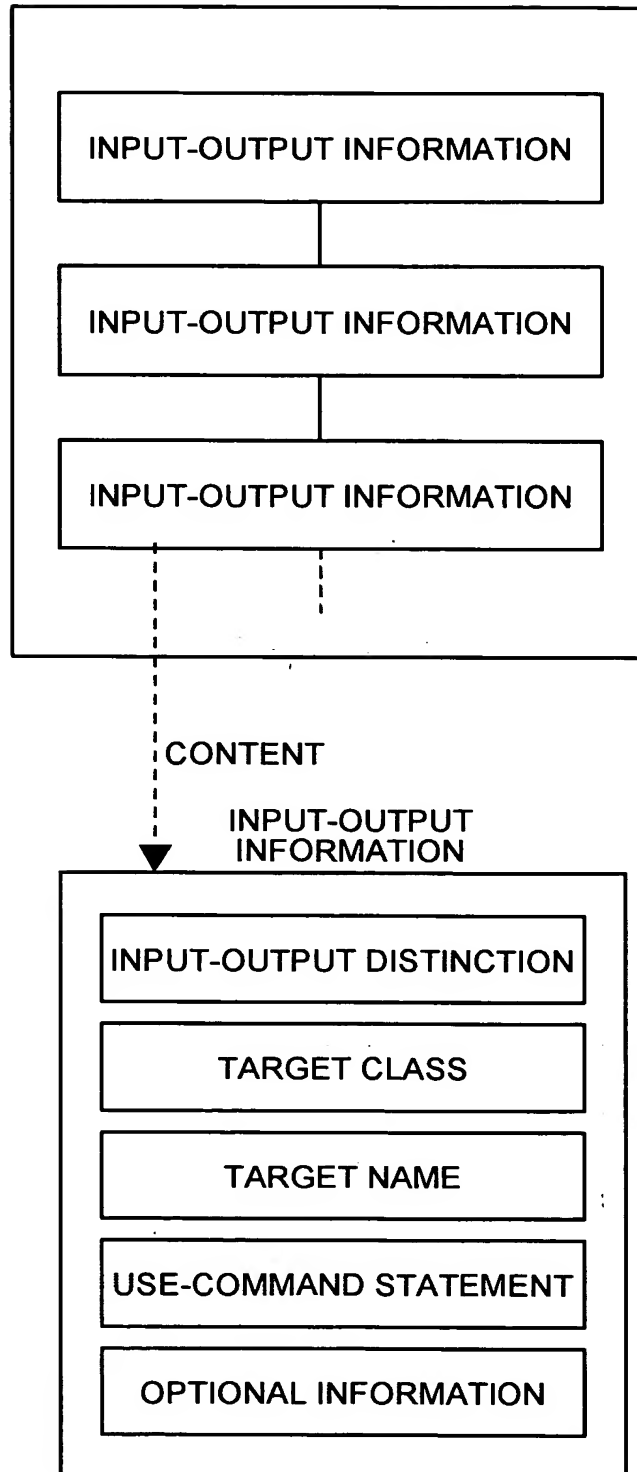 INPUT-OUTPUT INFORMATION
INPUT-OUTPUT INFORMATION
INPUT-OUTPUT INFORMATION
CONTENT
INPUT-OUTPUT
INFORMATION
INPUT-OUTPUT DISTINCTION
TARGET CLASS
TARGET NAME
USE-COMMAND STATEMENT
OPTIONAL INFORMATION